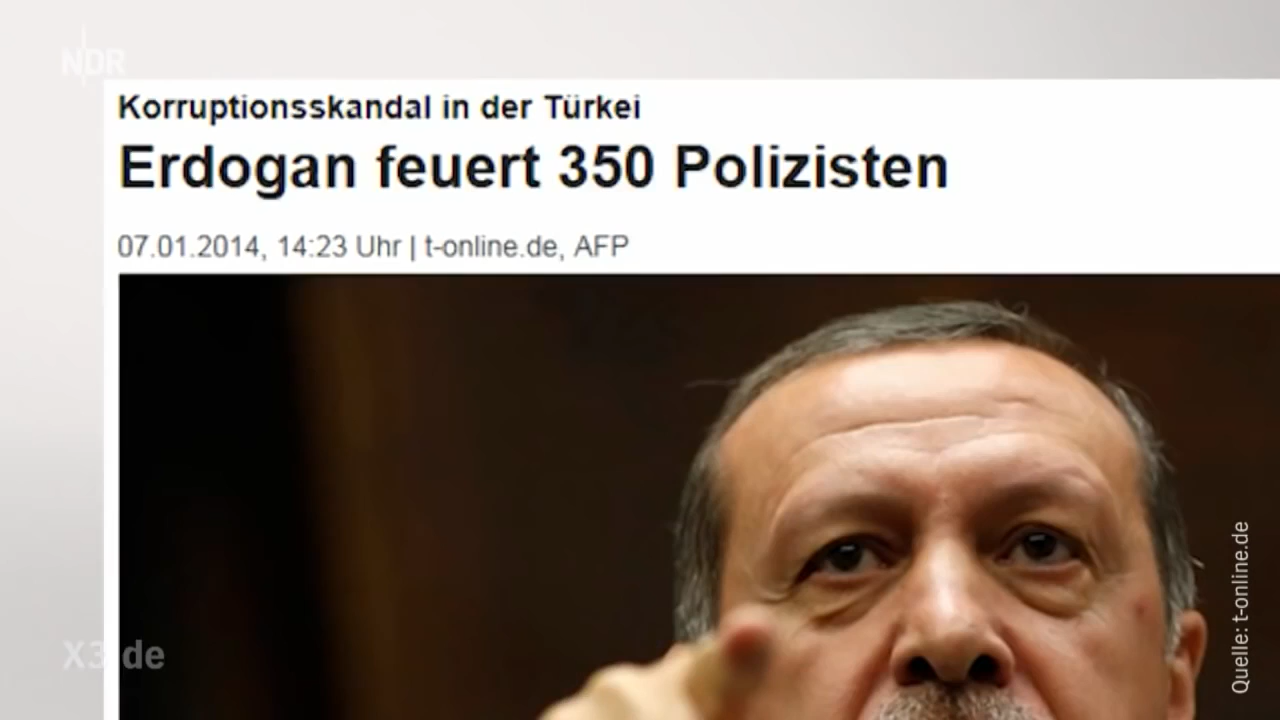 NDR
Korruptionsskandal in der Türkei
Erdogan feuert 350 Polizisten
07.01.2014, 14:23 Uhr | t-online.de, AFP
Quelle: t-online.de
X3.de